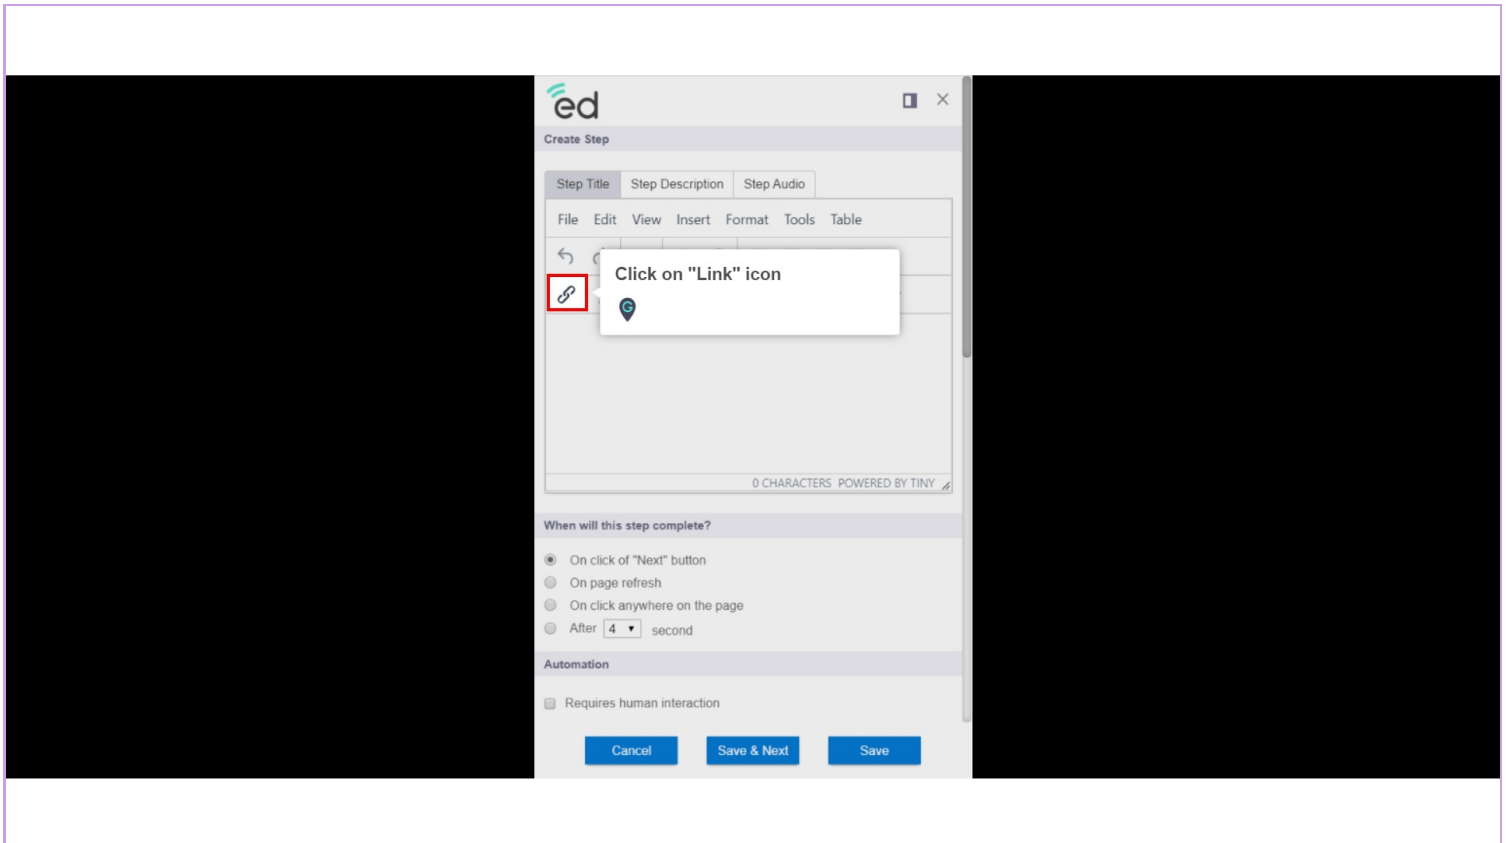 ed
Create Step
Step Title Step Description Step Audio
File Edit View Insert Format Tools Table
Click on "Link" icon
G
0 CHARACTERS POWERED BY TINY
When will this step complete?
On click of "Next" button
On page refresh
On click anywhere on the page
After 4 second
Automation
Requires human interaction
Cancel Save & Next Save